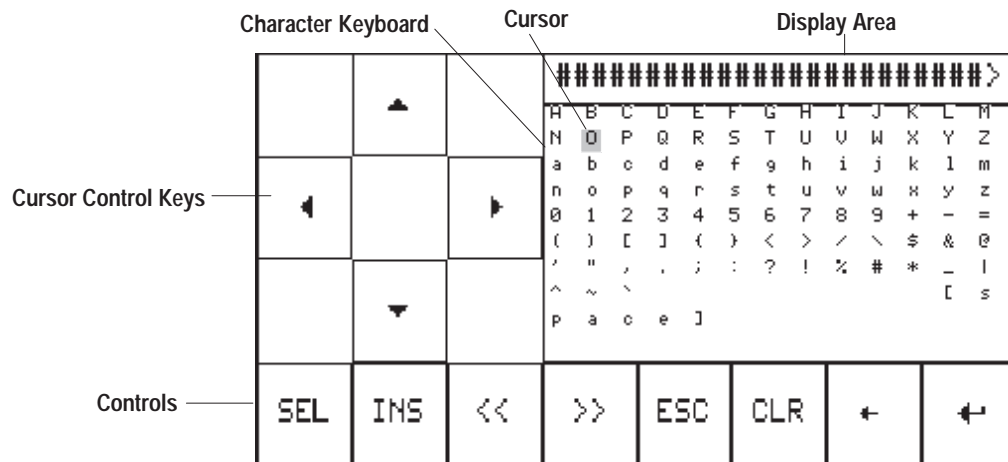 Character Keyboard Cursor Display Area
########################>
A B C D E F G H I J K L M
N O P Q R S T U V W X Y Z
a b c d e f g h i j k l m
Cursor Control Keys
n o p q r s t u v w x y z
0 1 2 3 4 5 6 7 8 9 + - =
( ) [ ] { } < > / \ $ & @
' " , . ; : ? ! % # * _ |
^ ~ ` [ s
p a c e ]
Controls
SEL INS << >> ESC CLR ← ↵